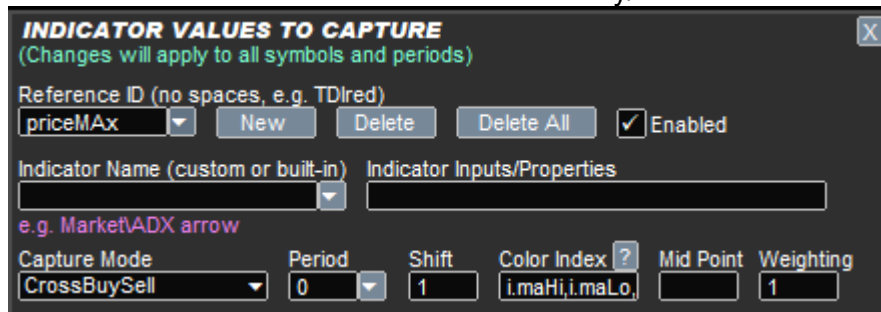 INDICATOR VALUES TO CAPTURE X
(Changes will apply to all symbols and periods)
Reference ID (no spaces, e.g. TDIred)
priceMAx New Delete Delete All Enabled
Indicator Name (custom or built-in) Indicator Inputs/Properties
e.g. Market\ADX arrow
Capture Mode Period Shift Color Index ? Mid Point Weighting
CrossBuySell 0 1 i.maHi,i.maLo, 1